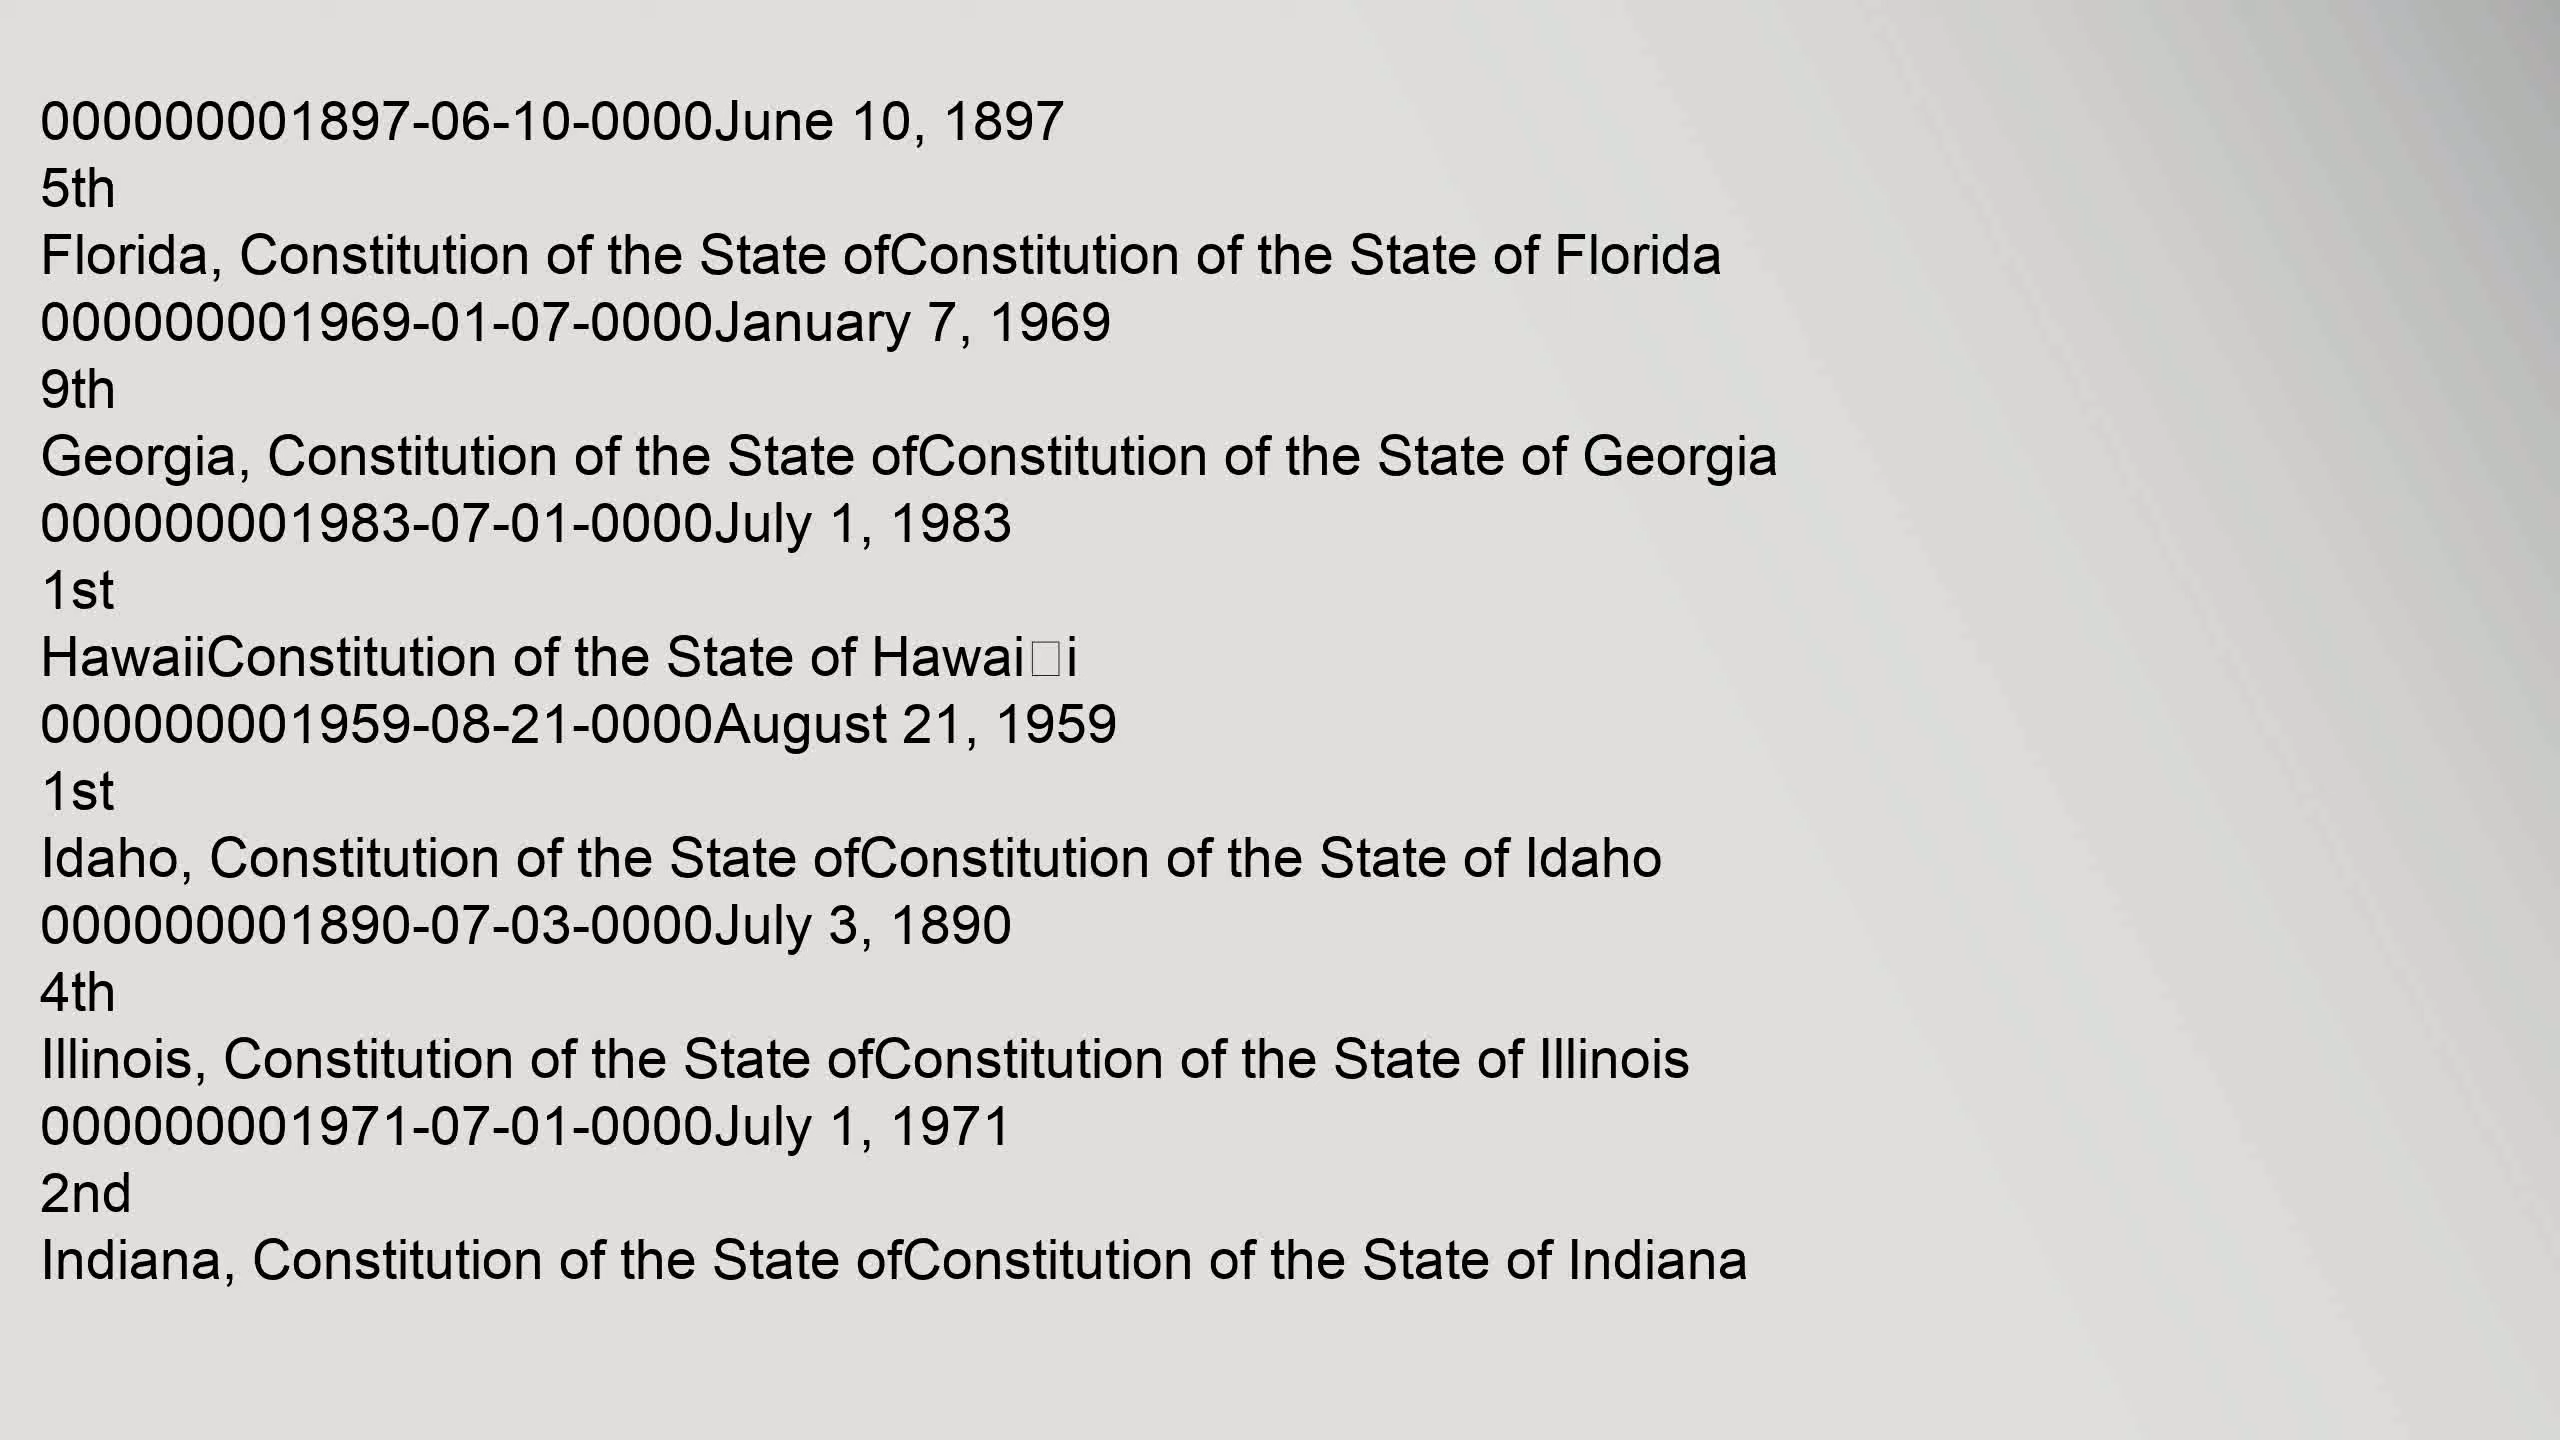 000000001897-06-10-0000June 10, 1897
5th
Florida, Constitution of the State ofConstitution of the State of Florida
000000001969-01-07-0000January 7, 1969
9th
Georgia, Constitution of the State ofConstitution of the State of Georgia
000000001983-07-01-0000July 1, 1983
1st
HawaiiConstitution of the State of Hawai□i
000000001959-08-21-0000August 21, 1959
1st
Idaho, Constitution of the State ofConstitution of the State of Idaho
000000001890-07-03-0000July 3, 1890
4th
Illinois, Constitution of the State ofConstitution of the State of Illinois
000000001971-07-01-0000July 1, 1971
2nd
Indiana, Constitution of the State ofConstitution of the State of Indiana